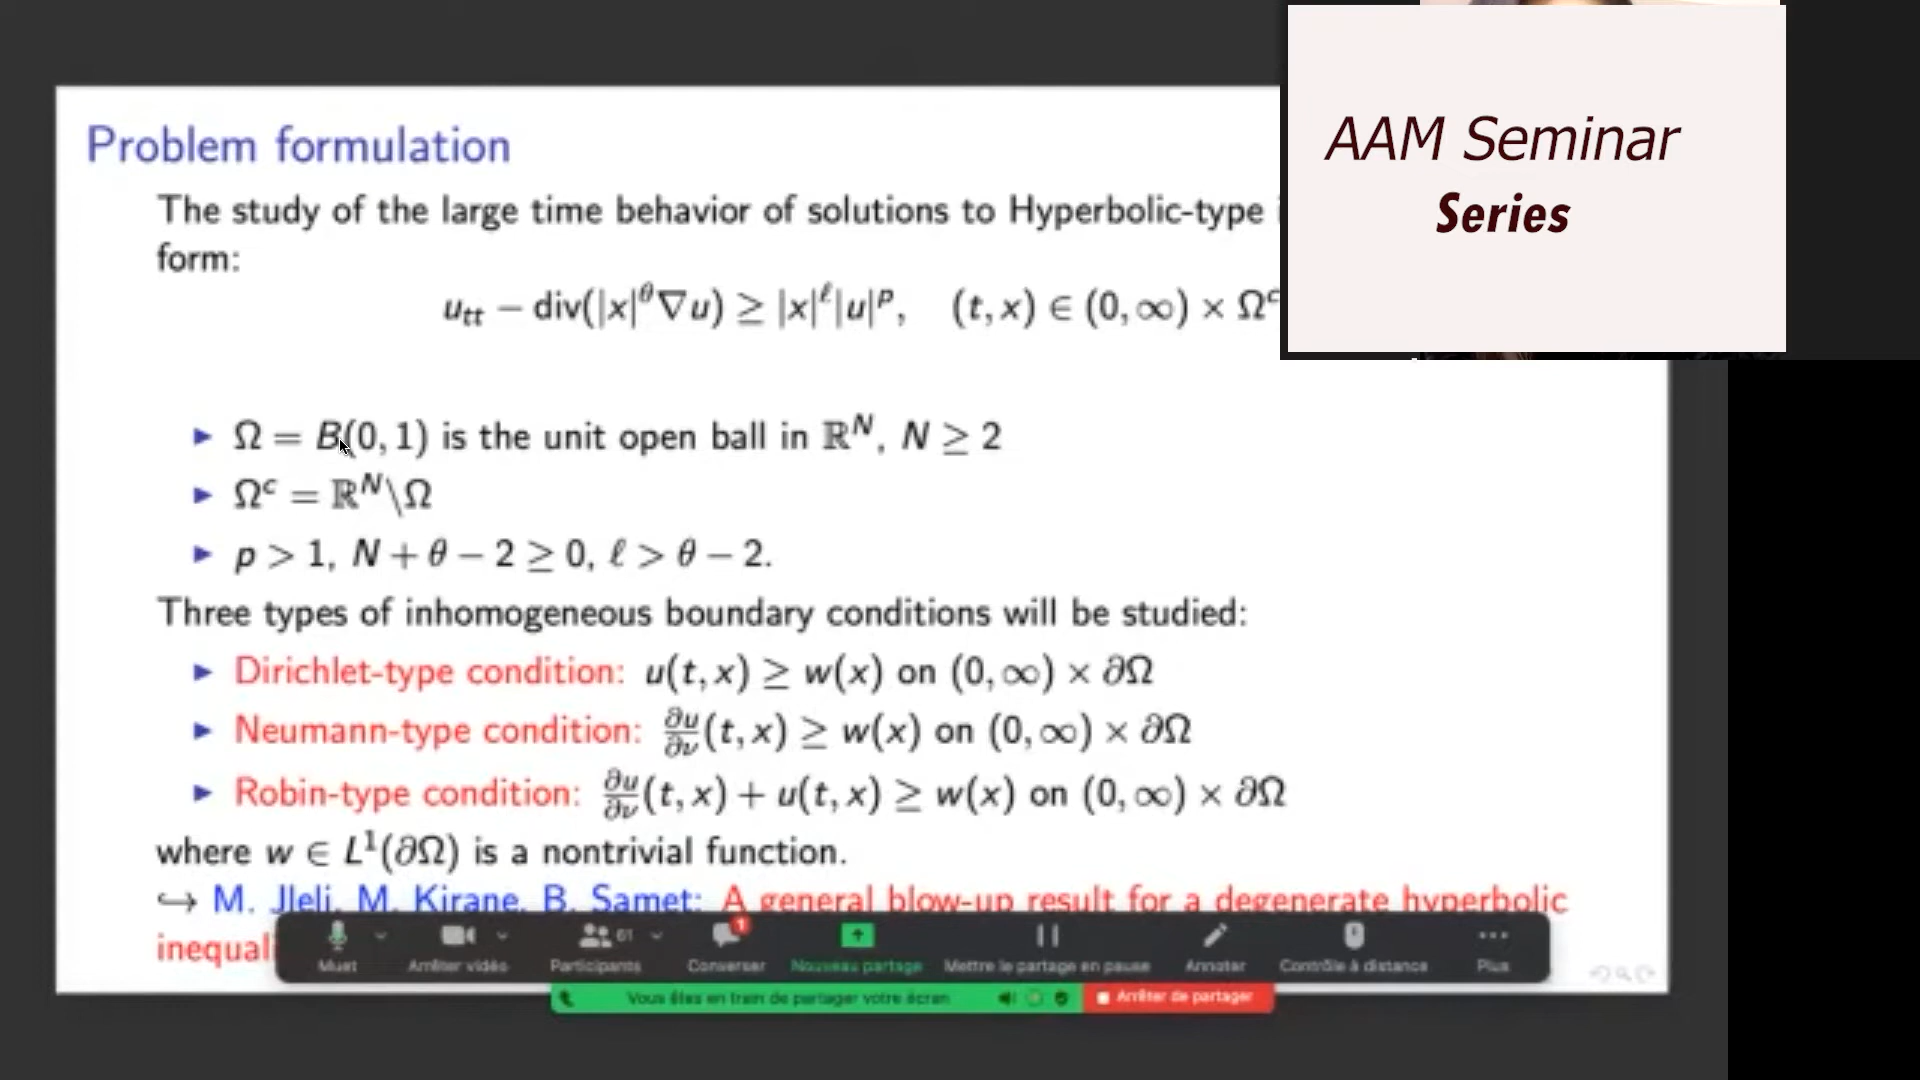 Problem formulation
The study of the large time behavior of solutions to Hyperbolic-type
form:
u_tt − div(|x|^θ ∇u) ≥ |x|^ℓ |u|^p, (t, x) ∈ (0, ∞) × Ω^c
▶ Ω = B(0, 1) is the unit open ball in ℝ^N, N ≥ 2
▶ Ω^c = ℝ^N\Ω
▶ p > 1, N + θ − 2 ≥ 0, ℓ > θ − 2.
Three types of inhomogeneous boundary conditions will be studied:
▶ Dirichlet-type condition: u(t, x) ≥ w(x) on (0, ∞) × ∂Ω
▶ Neumann-type condition: ∂u/∂ν (t, x) ≥ w(x) on (0, ∞) × ∂Ω
▶ Robin-type condition: ∂u/∂ν (t, x) + u(t, x) ≥ w(x) on (0, ∞) × ∂Ω
where w ∈ L^1(∂Ω) is a nontrivial function.
↪ M. Jleli, M. Kirane, B. Samet: A general blow-up result for a degenerate hyperbolic
inequali
AAM Seminar
Series
61
1
Muet
Arrêter vidéo
Participants
Converser
Nouveau partage
Mettre le partage en pause
Annoter
Contrôle à distance
Plus
Vous êtes en train de partager votre écran
Arrêter de partager